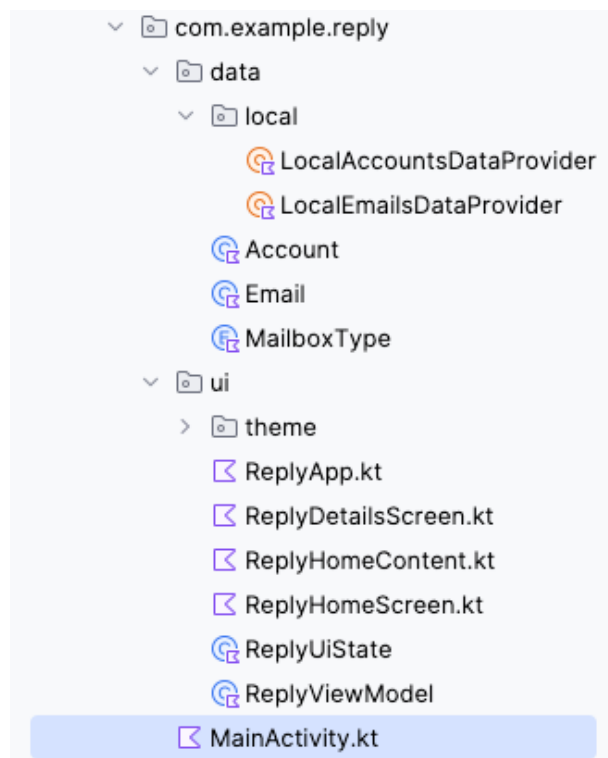 com.example.reply
data
local
LocalAccountsDataProvider
LocalEmailsDataProvider
Account
Email
MailboxType
ui
theme
ReplyApp.kt
ReplyDetailsScreen.kt
ReplyHomeContent.kt
ReplyHomeScreen.kt
ReplyUiState
ReplyViewModel
MainActivity.kt